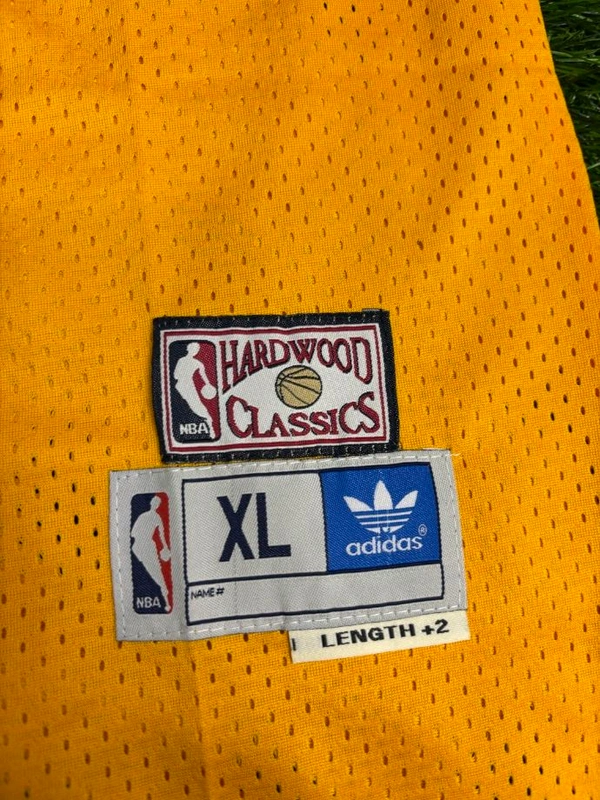 HARDWOOD
NBA
CLASSICS
XL
adidas®
NBA
NAME#
LENGTH +2